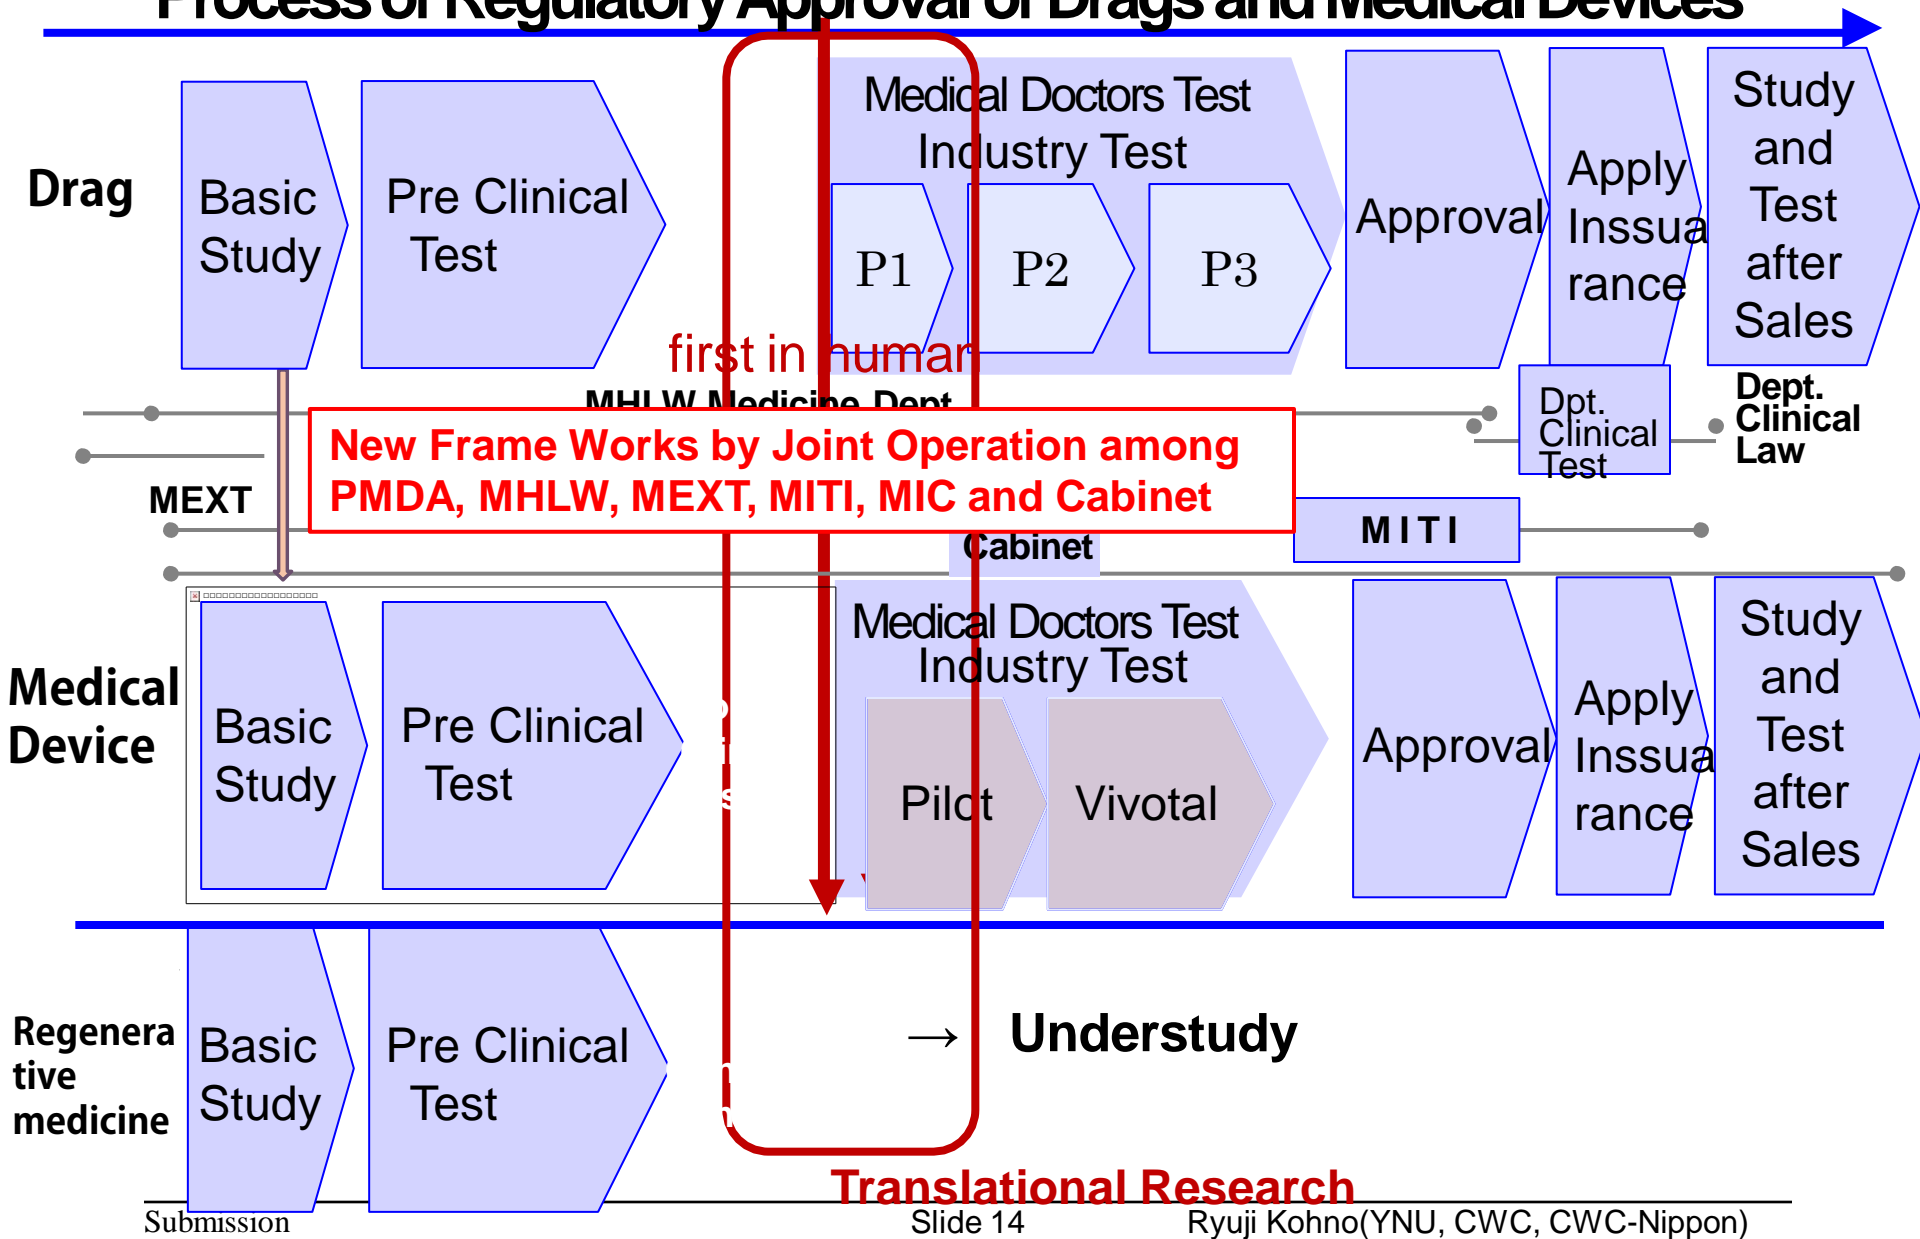 Process of Regulatory Approval of Drags and Medical Devices
Drag
Basic
Study
Pre Clinical
Test
Medical Doctors Test
Industry Test
P1
P2
P3
Approval
Apply
Inssua
rance
Study
and
Test
after
Sales
first in human
MHLW Medicine Dept.
New Frame Works by Joint Operation among
PMDA, MHLW, MEXT, MITI, MIC and Cabinet
Dpt.
Clinical
Test
Dept.
Clinical
Law
MEXT
MITI
Cabinet
Medical
Device
Basic
Study
Pre Clinical
Test
Medical Doctors Test
Industry Test
Pilot
Vivotal
Approval
Apply
Inssua
rance
Study
and
Test
after
Sales
Regenera
tive
medicine
Basic
Study
Pre Clinical
Test
→ Understudy
Translational Research
Submission
Slide 14
Ryuji Kohno(YNU, CWC, CWC-Nippon)